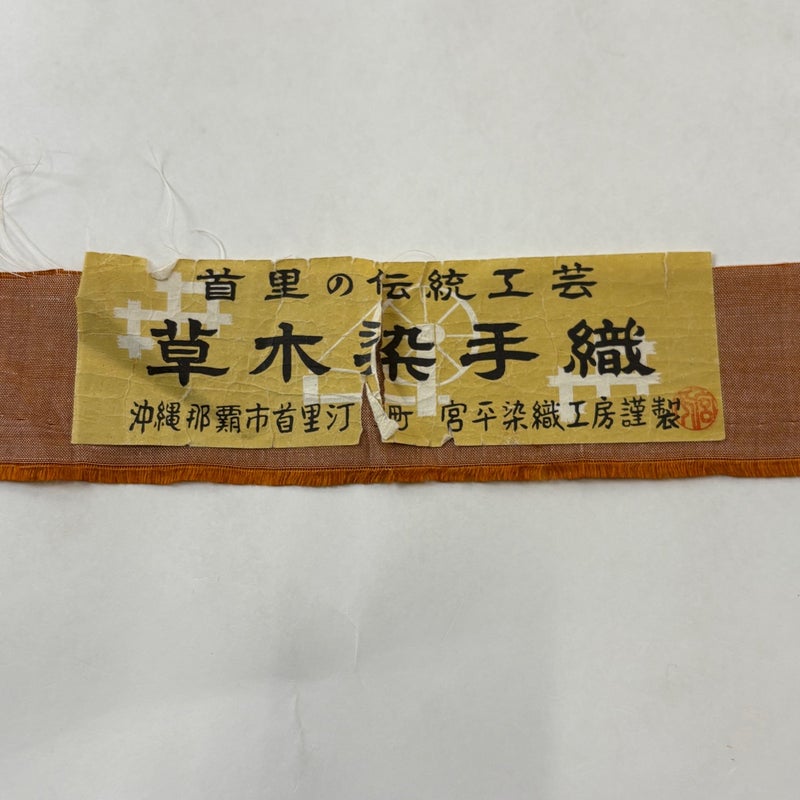 首里の伝統工芸
草木染手織
沖縄那覇市首里汀 町 宮平染織工房謹製